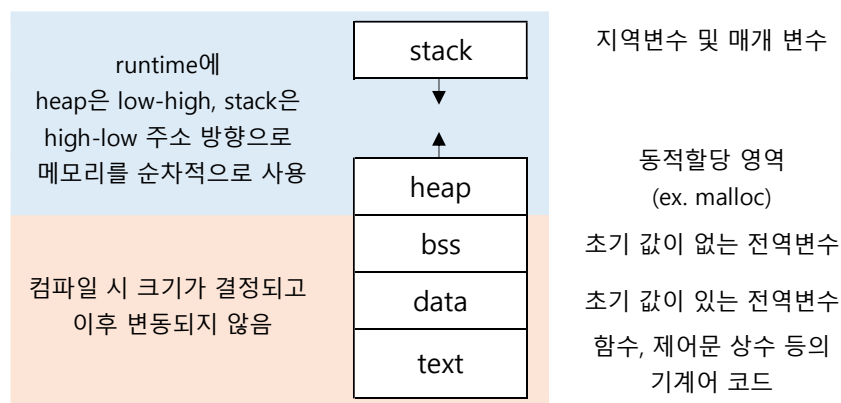 runtime에
heap은 low-high, stack은
high-low 주소 방향으로
메모리를 순차적으로 사용
컴파일 시 크기가 결정되고
이후 변동되지 않음
stack
heap
bss
data
text
지역변수 및 매개 변수
동적할당 영역
(ex. malloc)
초기 값이 없는 전역변수
초기 값이 있는 전역변수
함수, 제어문 상수 등의
기계어 코드